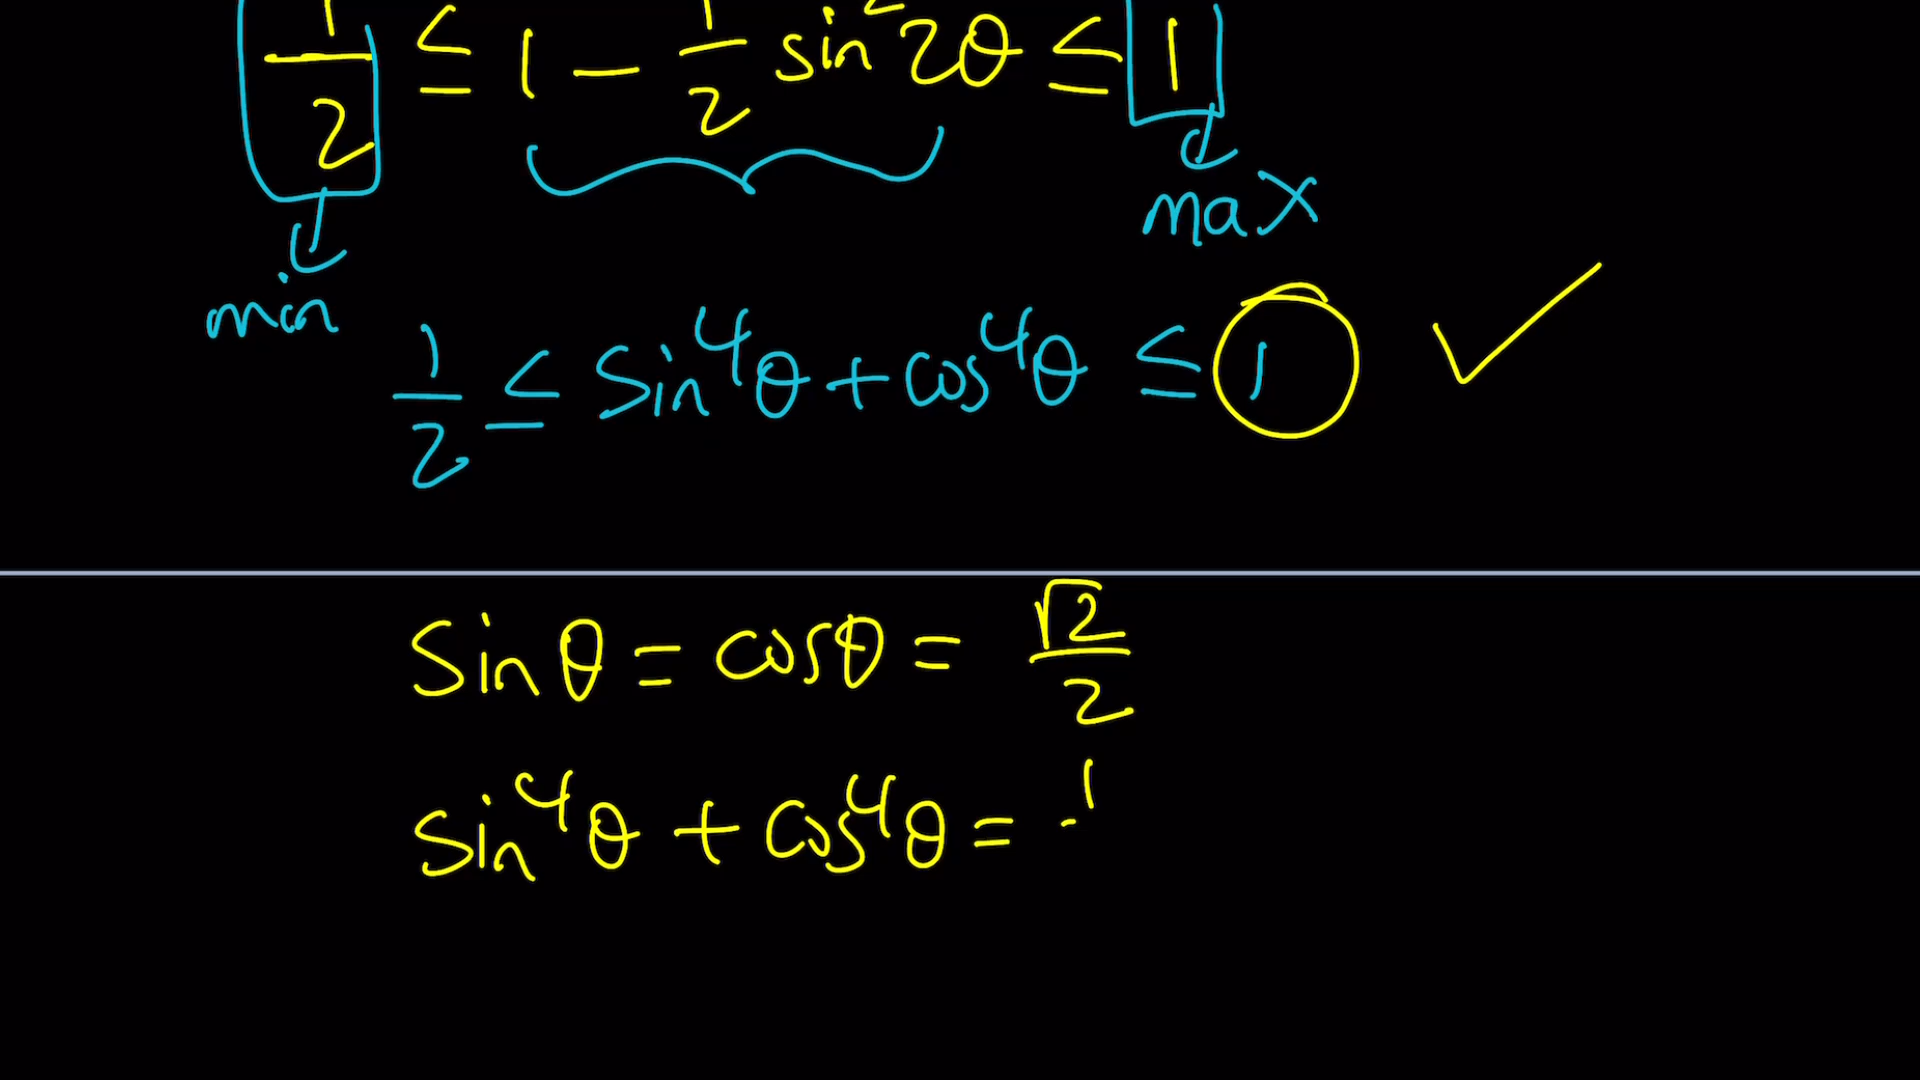 1/2 ≤ 1 - 1/2 sin²2θ ≤ 1
max
min
1/2 ≤ sin⁴θ + cos⁴θ ≤ 1 ✓
sinθ = cosθ = √2/2
sin⁴θ + cos⁴θ = 1